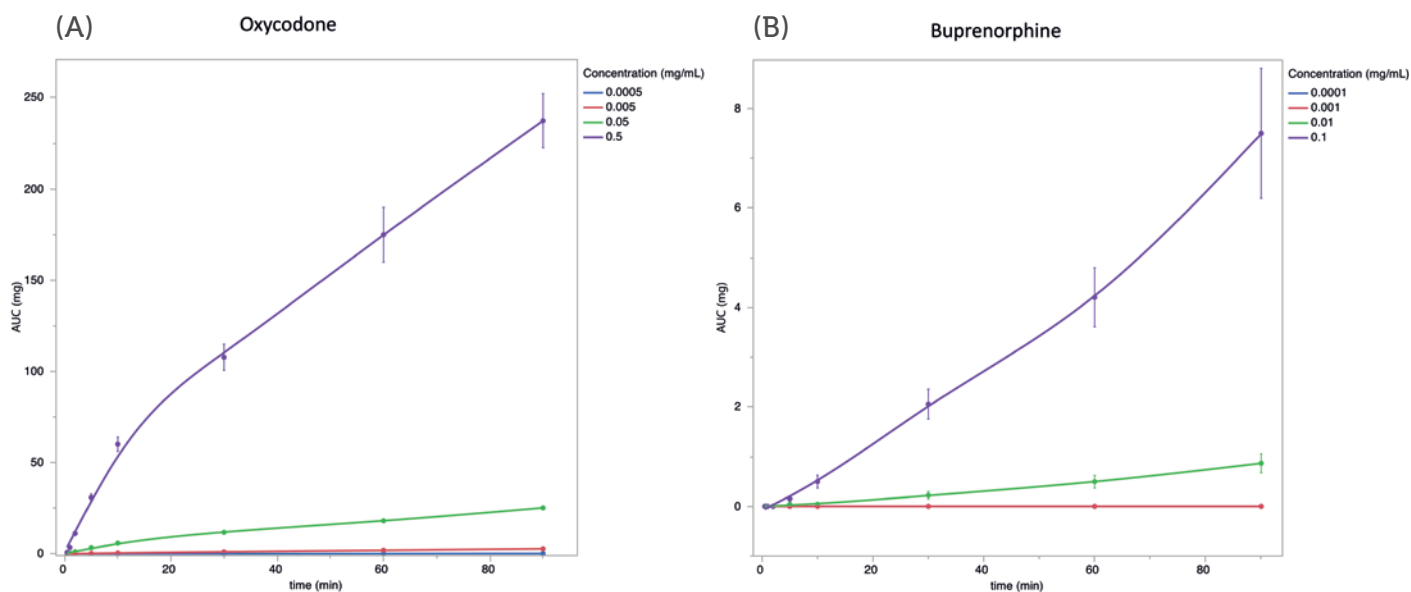 (A)
Oxycodone
Concentration (mg/mL)
0.0005
0.005
0.05
0.5
250
200
150
100
50
0
AUC (mg)
0
20
40
60
80
time (min)
(B)
Buprenorphine
Concentration (mg/mL)
0.0001
0.001
0.01
0.1
8
6
4
2
0
AUC (mg)
0
20
40
60
80
time (min)